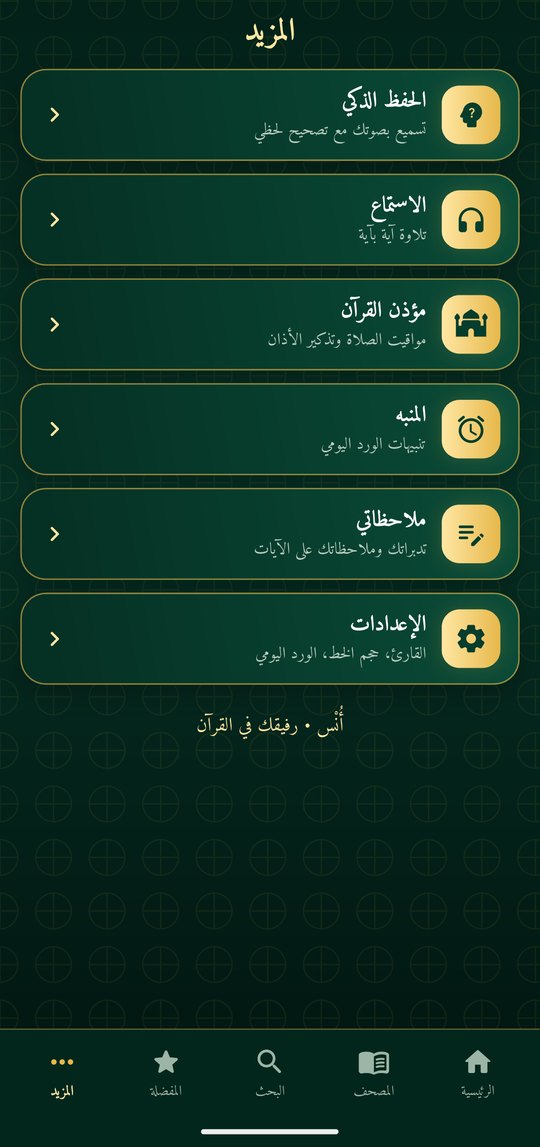 المزيد
الحفظ الذكي
تسميع بصوتك مع تصحيح لحظي
الاستماع
تلاوة آية بآية
مؤذن القرآن
مواقيت الصلاة وتذكير الأذان
المنبه
تنبيهات الورد اليومي
ملاحظاتي
تدبراتك وملاحظاتك على الآيات
الإعدادات
القارئ، حجم الخط، الورد اليومي
أُنْس • رفيقك في القرآن
الرئيسية
المصحف
البحث
المفضلة
المزيد